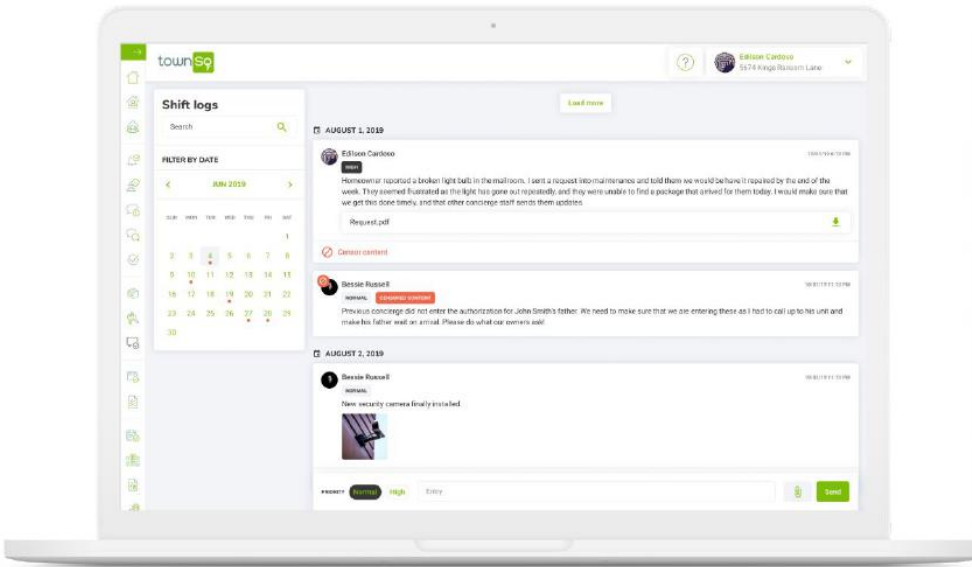 townSq
?
Edilson Cardoso
5674 Kings Ransom Lane
Shift logs
Search
FILTER BY DATE
JUN 2019
SUN MON TUE WED THU FRI SAT
1
2 3 4 5 6 7 8
9 10 11 12 13 14 15
16 17 18 19 20 21 22
23 24 25 26 27 28 29
30
Load more
AUGUST 1, 2019
Edilson Cardoso
HIGH
Homeowner reported a broken light bulb in the mailroom. I sent a request into maintenance and told them we would be have it repaired by the end of the
week. They seemed frustrated as the light has gone out repeatedly, and they were unable to find a package that arrived for them today. I would make sure that
we get this done timely, and that other concierge staff sends them updates
Request.pdf
Censor content
Bessie Russell
NORMAL CENSORED CONTENT
Previous concierge did not enter the authorization for John Smith's father. We need to make sure that we are entering these as I had to call up to his unit and
make his father wait on arrival. Please do what our owners ask!
AUGUST 2, 2019
Bessie Russell
NORMAL
New security camera finally installed
PRIORITY Normal High Entry Send